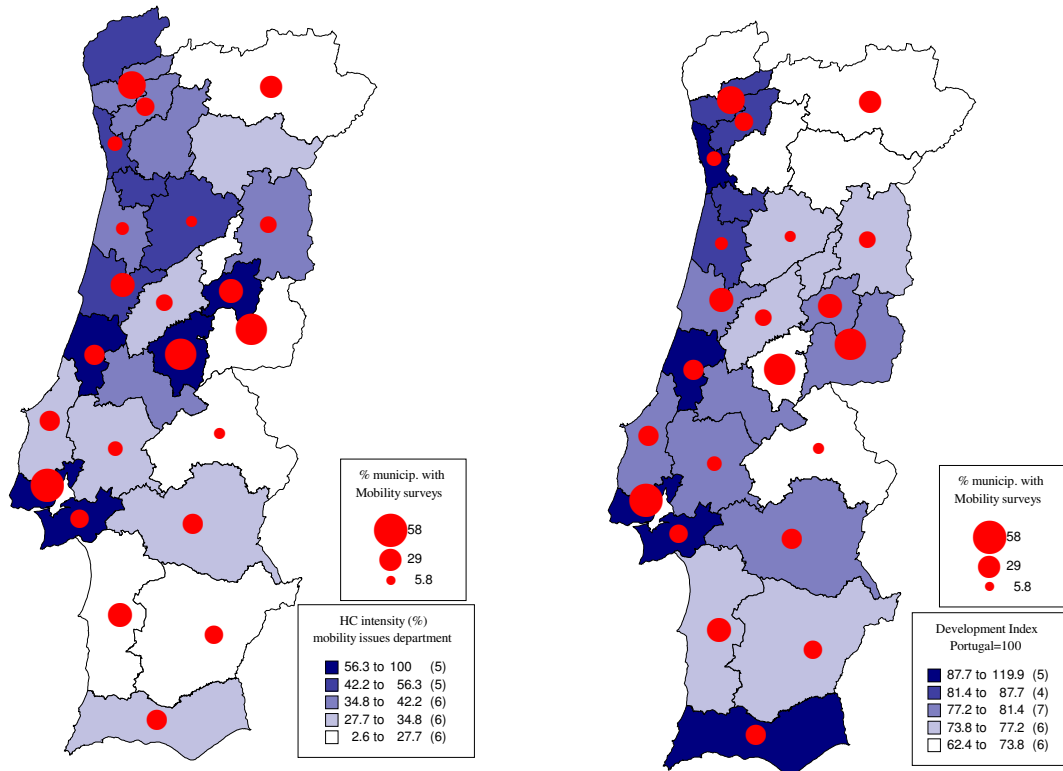 % municip. with
Mobility surveys
58
29
5.8
HC intensity (%)
mobility issues department
56.3 to 100 (5)
42.2 to 56.3 (5)
34.8 to 42.2 (6)
27.7 to 34.8 (6)
2.6 to 27.7 (6)
% municip. with
Mobility surveys
58
29
5.8
Development Index
Portugal=100
87.7 to 119.9 (5)
81.4 to 87.7 (4)
77.2 to 81.4 (7)
73.8 to 77.2 (6)
62.4 to 73.8 (6)